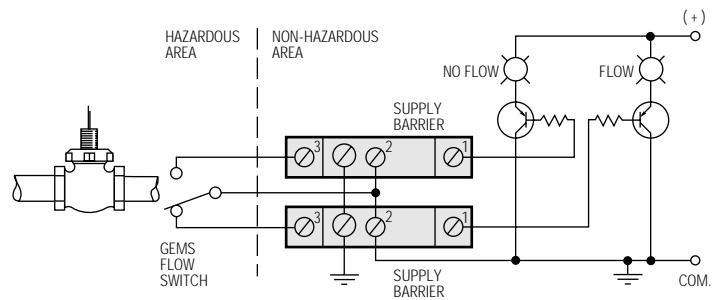 (+)
HAZARDOUS
AREA
NON-HAZARDOUS
AREA
NO FLOW
FLOW
SUPPLY
BARRIER
3
2
1
3
2
1
GEMS
FLOW
SWITCH
SUPPLY
BARRIER
COM.